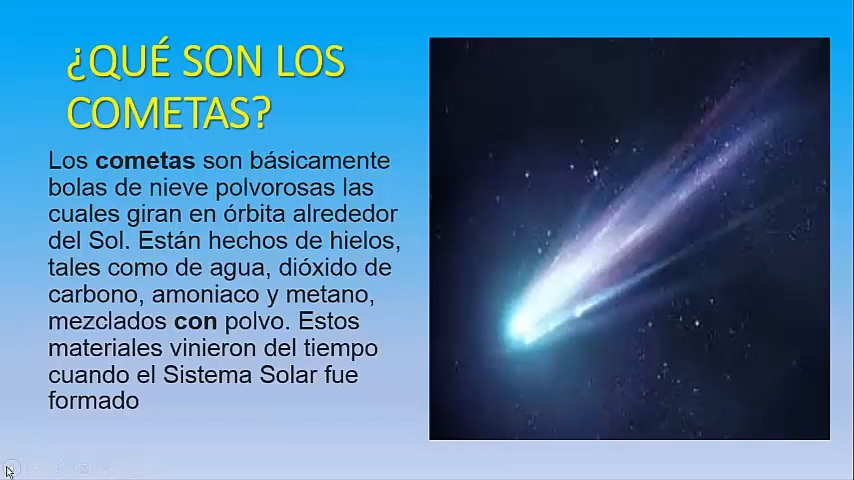 ¿QUÉ SON LOS
COMETAS?
Los cometas son básicamente
bolas de nieve polvorosas las
cuales giran en órbita alrededor
del Sol. Están hechos de hielos,
tales como de agua, dióxido de
carbono, amoniaco y metano,
mezclados con polvo. Estos
materiales vinieron del tiempo
cuando el Sistema Solar fue
formado